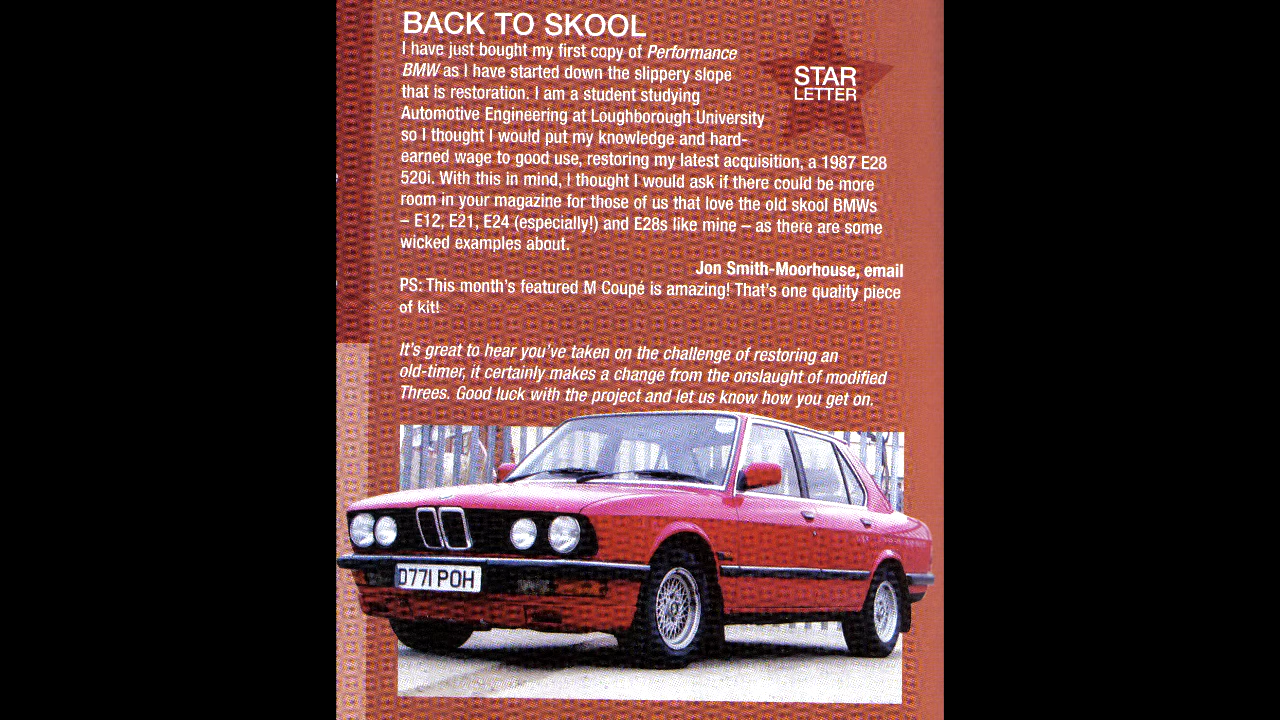 BACK TO SKOOL
I have just bought my first copy of Performance
BMW as I have started down the slippery slope
that is restoration. I am a student studying
Automotive Engineering at Loughborough University
so I thought I would put my knowledge and hard-
earned wage to good use, restoring my latest acquisition, a 1987 E28
520i. With this in mind, I thought I would ask if there could be more
room in your magazine for those of us that love the old skool BMWs
– E12, E21, E24 (especially!) and E28s like mine – as there are some
wicked examples about.
Jon Smith-Moorhouse, email
PS: This month's featured M Coupé is amazing! That's one quality piece
of kit!
It's great to hear you've taken on the challenge of restoring an
old-timer, it certainly makes a change from the onslaught of modified
Threes. Good luck with the project and let us know how you get on.
STAR
LETTER
D771 POH